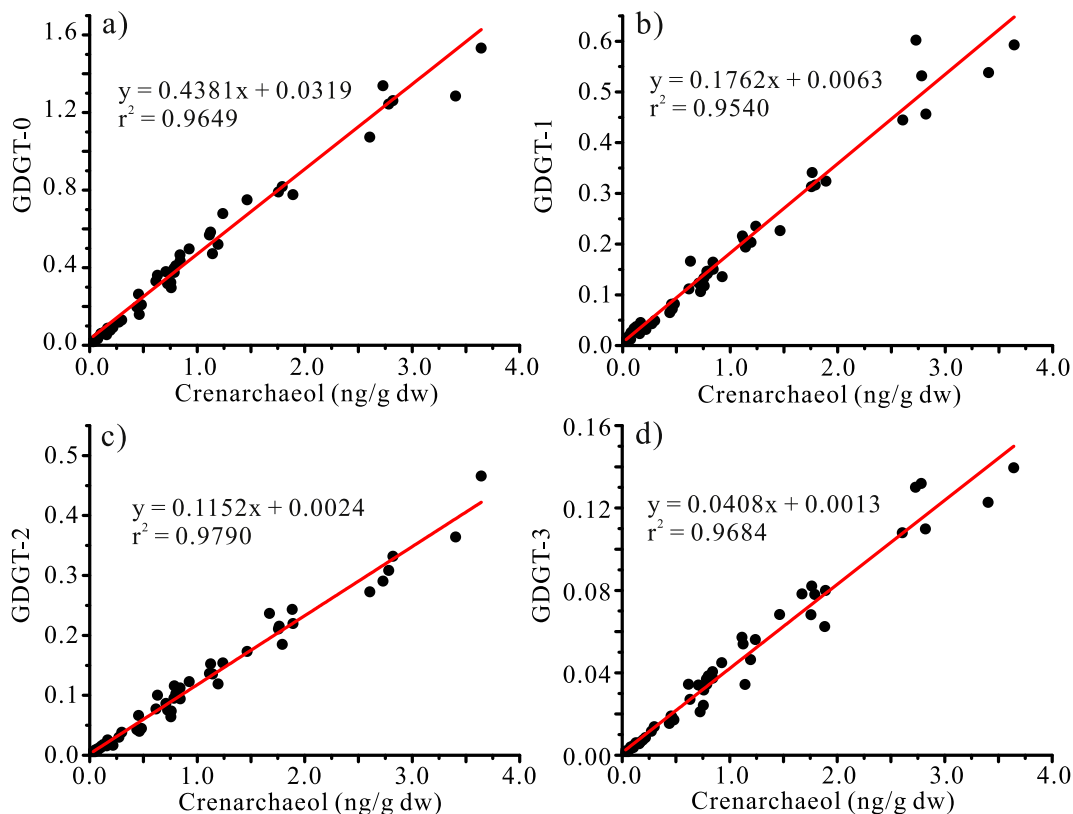 a)
y = 0.4381x + 0.0319
r² = 0.9649
GDGT-0
1.6
1.2
0.8
0.4
0.0
0.0 1.0 2.0 3.0 4.0
Crenarchaeol (ng/g dw)
b)
y = 0.1762x + 0.0063
r² = 0.9540
GDGT-1
0.6
0.5
0.4
0.3
0.2
0.1
0.0
0.0 1.0 2.0 3.0 4.0
Crenarchaeol (ng/g dw)
c)
y = 0.1152x + 0.0024
r² = 0.9790
GDGT-2
0.5
0.4
0.3
0.2
0.1
0.0
0.0 1.0 2.0 3.0 4.0
Crenarchaeol (ng/g dw)
d)
y = 0.0408x + 0.0013
r² = 0.9684
GDGT-3
0.16
0.12
0.08
0.04
0.00
0.0 1.0 2.0 3.0 4.0
Crenarchaeol (ng/g dw)